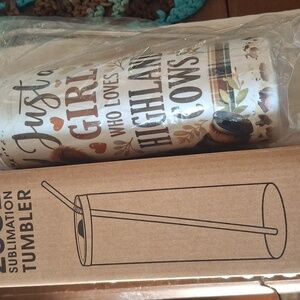 Just a
GIRL
WHO LOVES
HIGHLAND
COWS
SUBLIMATION
TUMBLER